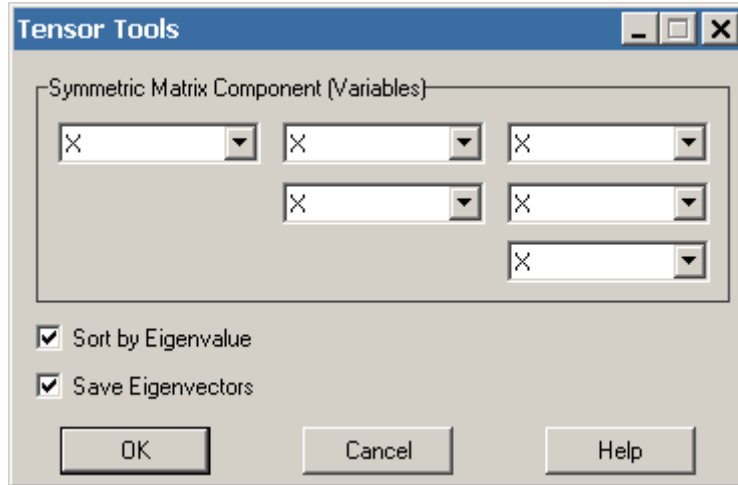 Tensor Tools
Symmetric Matrix Component (Variables)
X X X
X X
X
Sort by Eigenvalue
Save Eigenvectors
OK Cancel Help